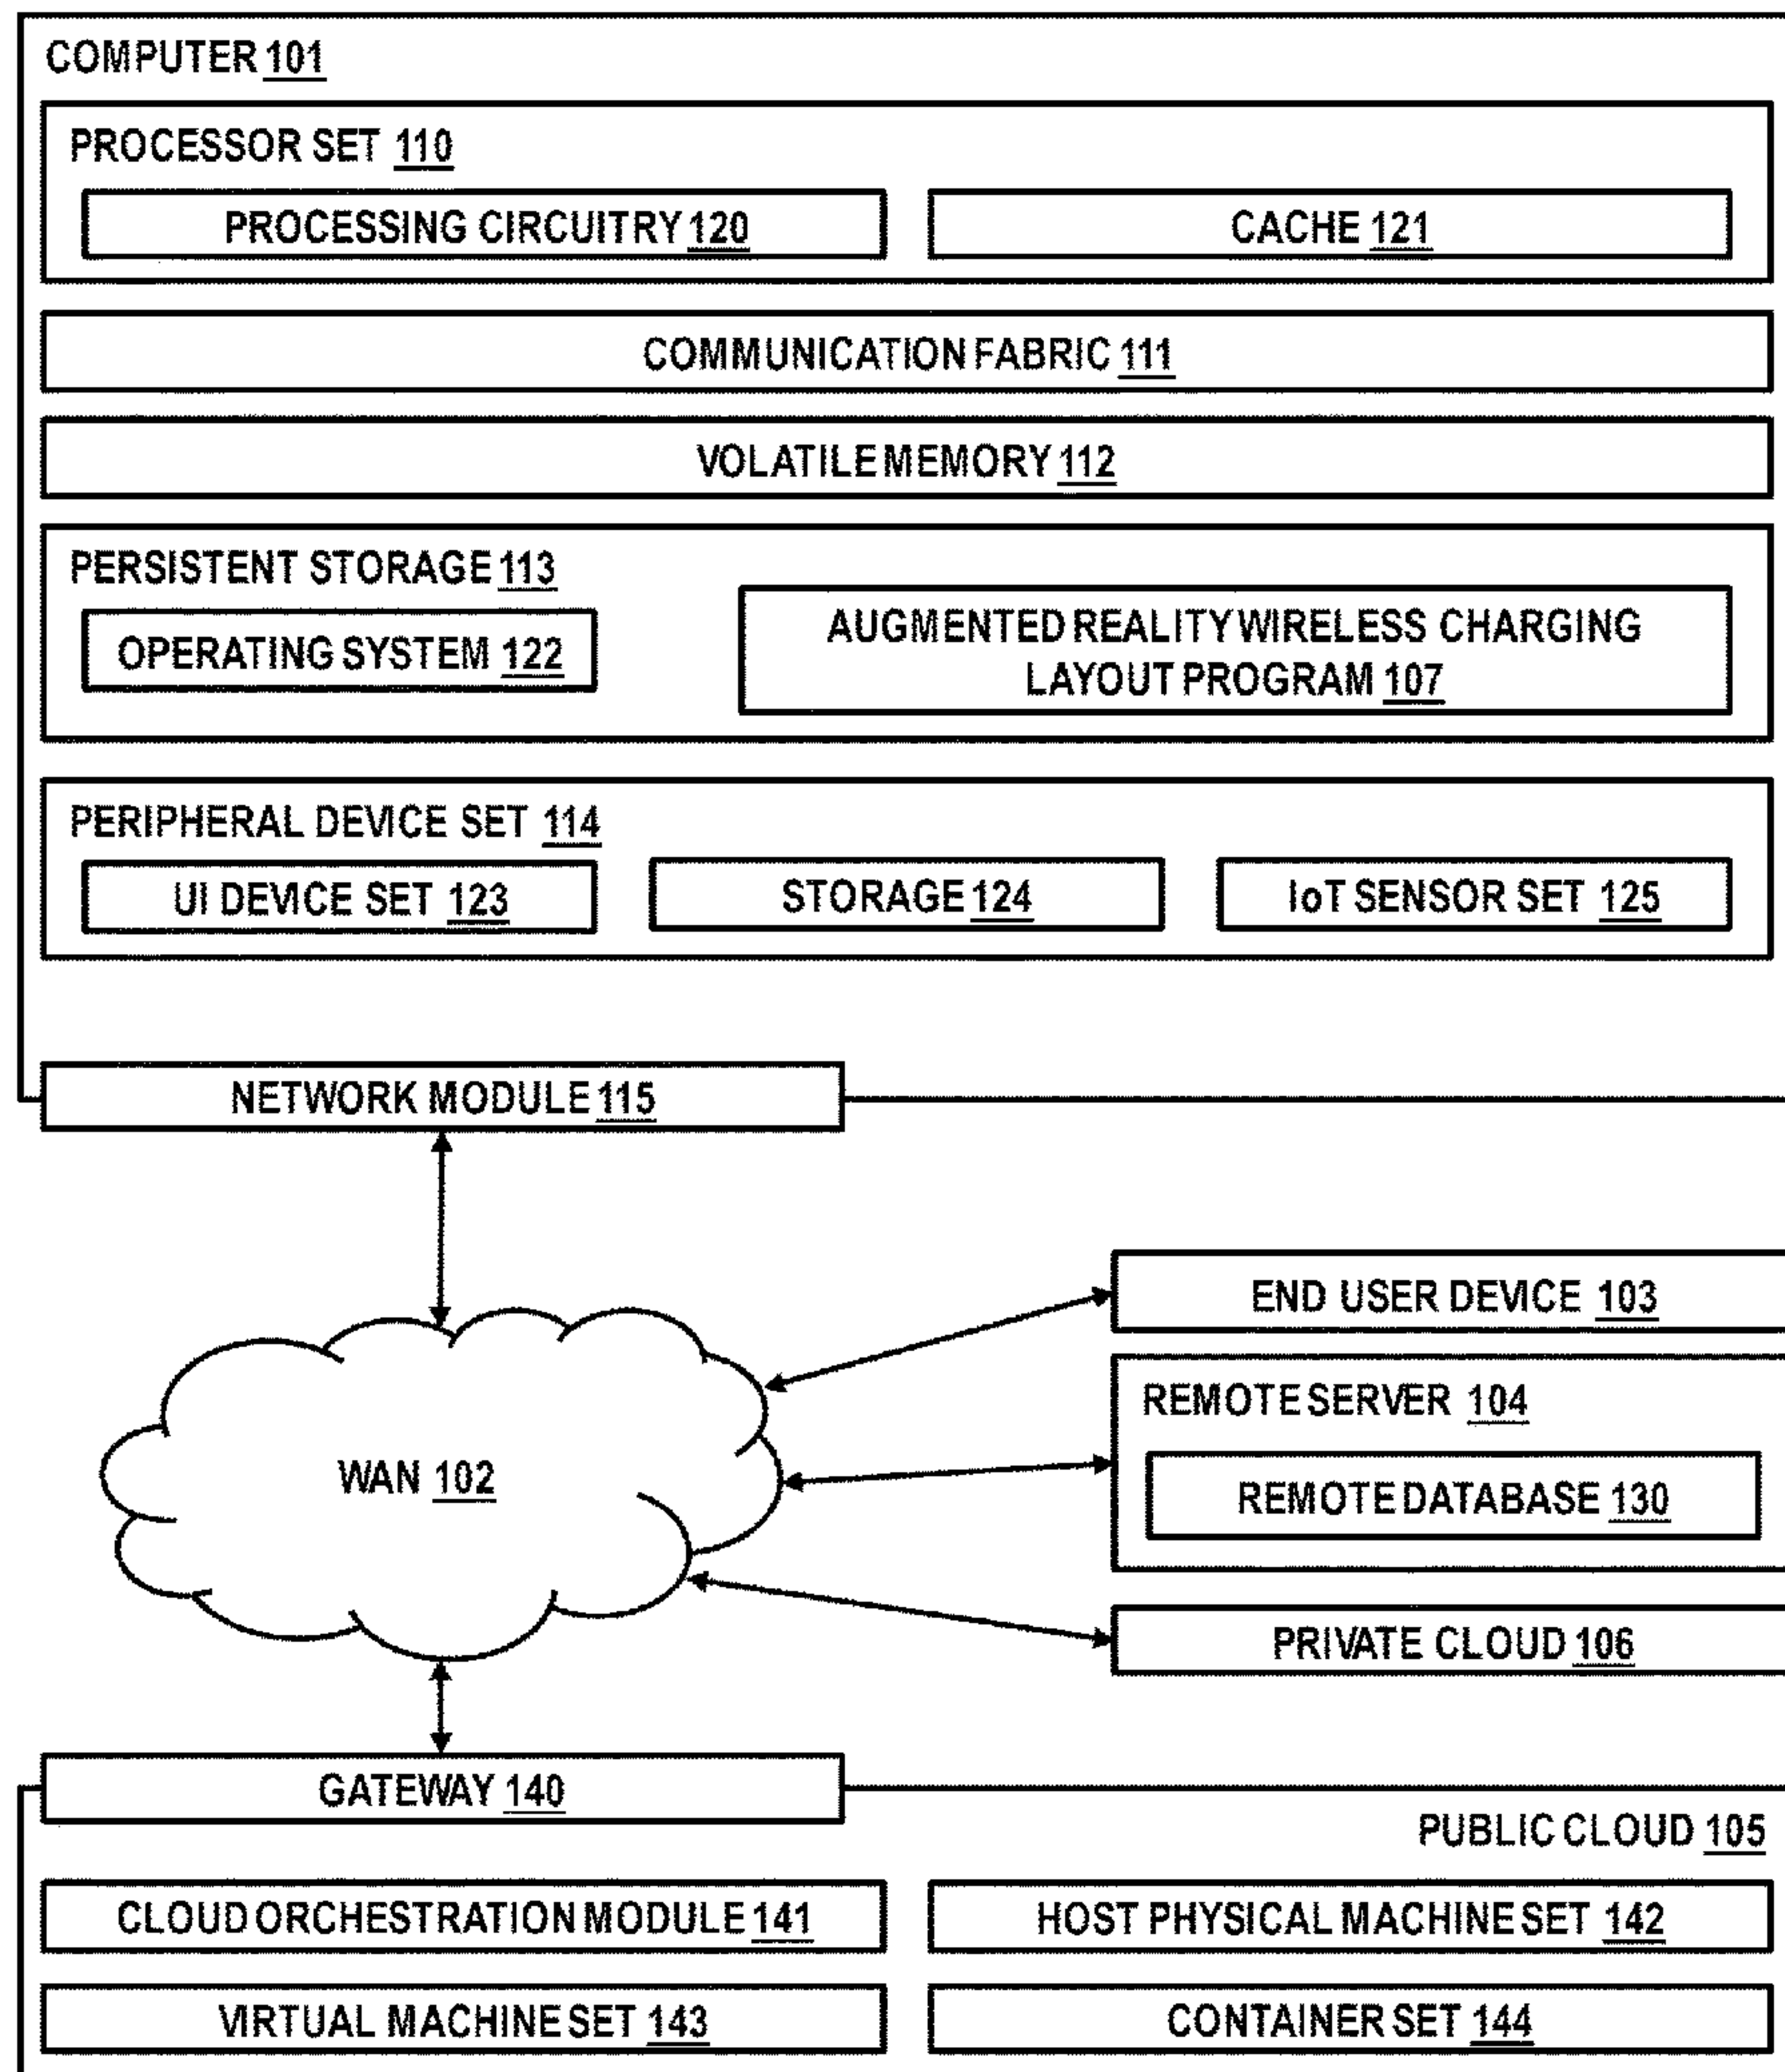 COMPUTER 101
PROCESSOR SET 110
PROCESSING CIRCUITRY 120
CACHE 121
COMMUNICATION FABRIC 111
VOLATILE MEMORY 112
PERSISTENT STORAGE 113
OPERATING SYSTEM 122
AUGMENTED REALITY WIRELESS CHARGING
LAYOUT PROGRAM 107
PERIPHERAL DEVICE SET 114
UI DEVICE SET 123
STORAGE 124
IoT SENSOR SET 125
NETWORK MODULE 115
END USER DEVICE 103
REMOTE SERVER 104
WAN 102
REMOTE DATABASE 130
PRIVATE CLOUD 106
GATEWAY 140
PUBLIC CLOUD 105
CLOUD ORCHESTRATION MODULE 141
HOST PHYSICAL MACHINE SET 142
VIRTUAL MACHINE SET 143
CONTAINER SET 144